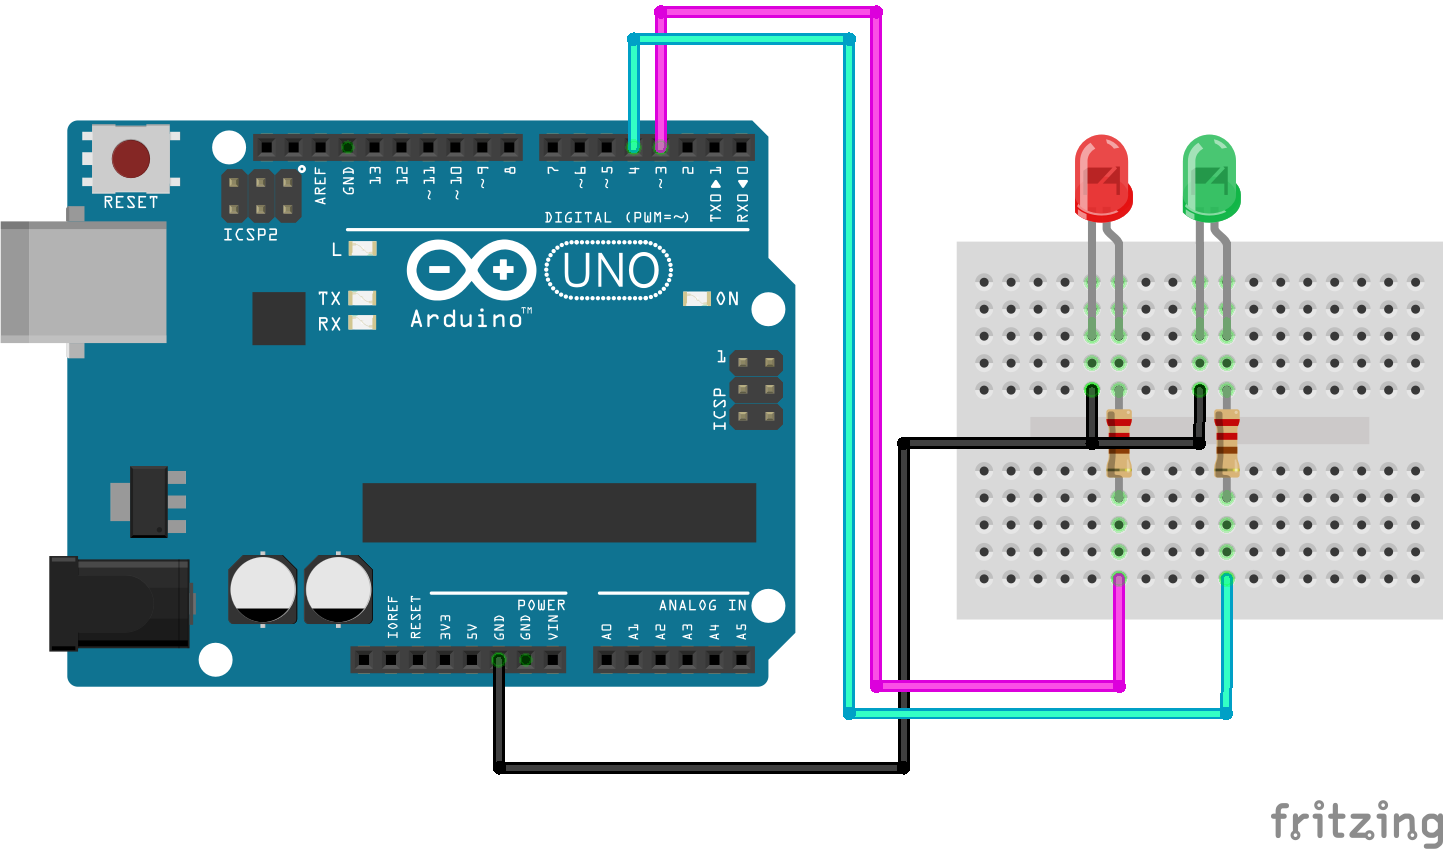 RESET
ICSP2
AREF
GND
13
12
~11
~10
~9
8
7
~6
~5
4
~3
2
TX0▶1
RX0◀0
DIGITAL (PWM=~)
L
TX
RX
UNO
Arduino™
ON
1
ICSP
POWER
ANALOG IN
IOREF
RESET
3V3
5V
GND
GND
VIN
A0
A1
A2
A3
A4
A5
fritzing